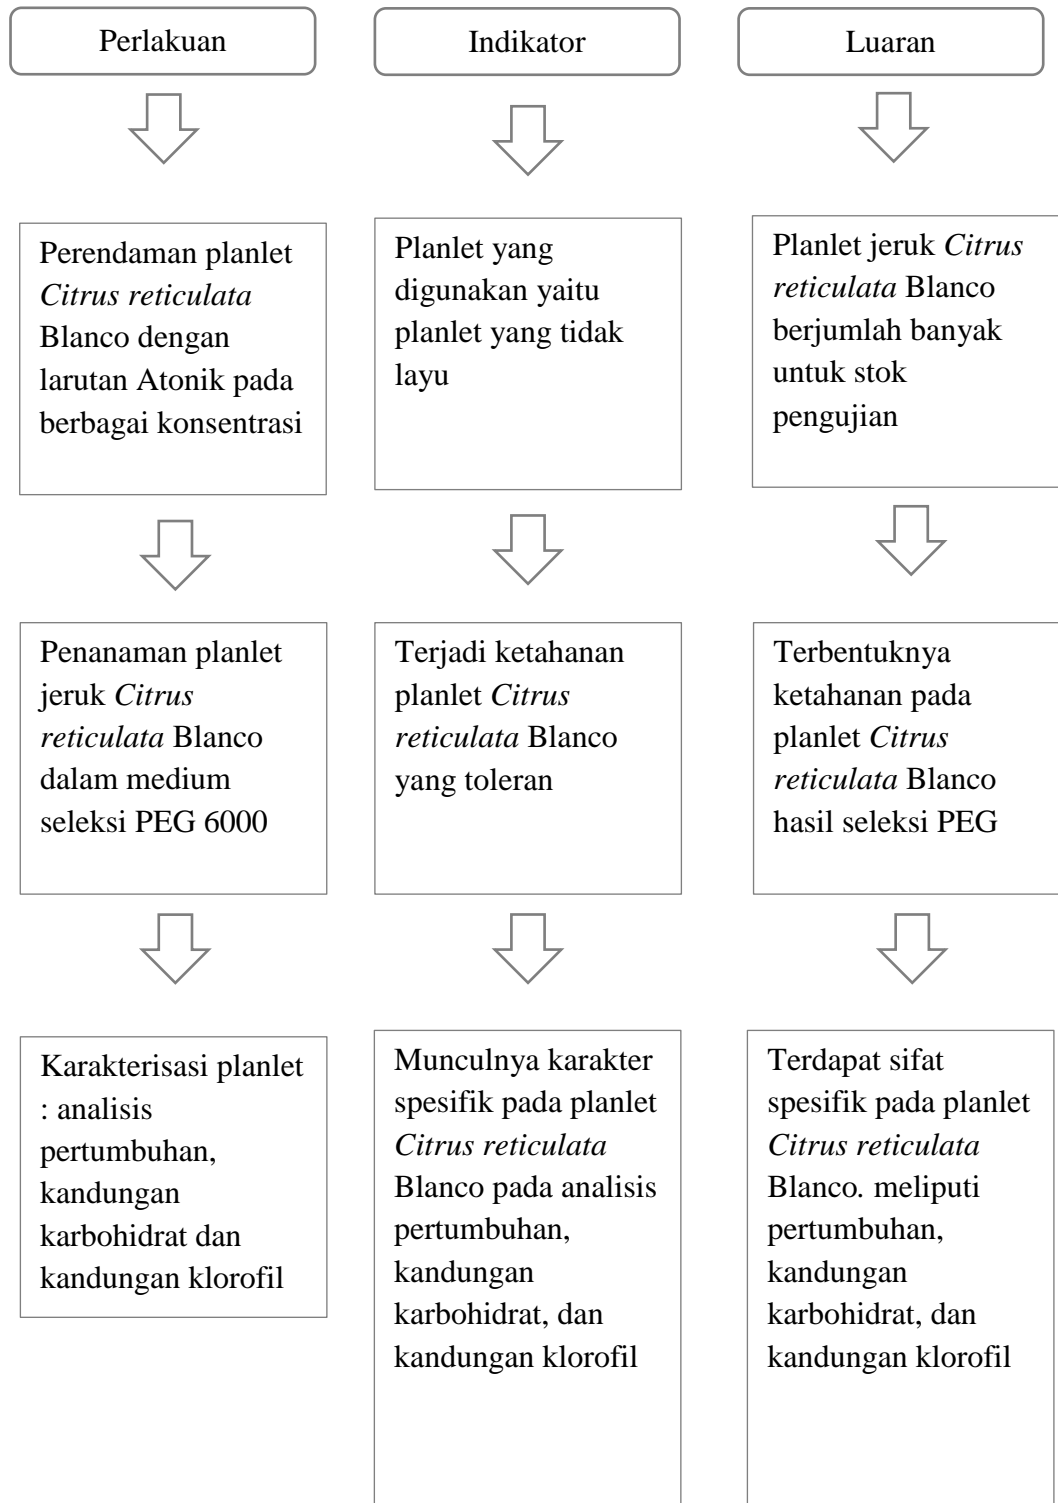 Perlakuan
Indikator
Luaran
Perendaman planlet
Citrus reticulata
Blanco dengan
larutan Atonik pada
berbagai konsentrasi
Planlet yang
digunakan yaitu
planlet yang tidak
layu
Planlet jeruk Citrus
reticulata Blanco
berjumlah banyak
untuk stok
pengujian
Penanaman planlet
jeruk Citrus
reticulata Blanco
dalam medium
seleksi PEG 6000
Terjadi ketahanan
planlet Citrus
reticulata Blanco
yang toleran
Terbentuknya
ketahanan pada
planlet Citrus
reticulata Blanco
hasil seleksi PEG
Karakterisasi planlet
: analisis
pertumbuhan,
kandungan
karbohidrat dan
kandungan klorofil
Munculnya karakter
spesifik pada planlet
Citrus reticulata
Blanco pada analisis
pertumbuhan,
kandungan
karbohidrat, dan
kandungan klorofil
Terdapat sifat
spesifik pada planlet
Citrus reticulata
Blanco. meliputi
pertumbuhan,
kandungan
karbohidrat, dan
kandungan klorofil